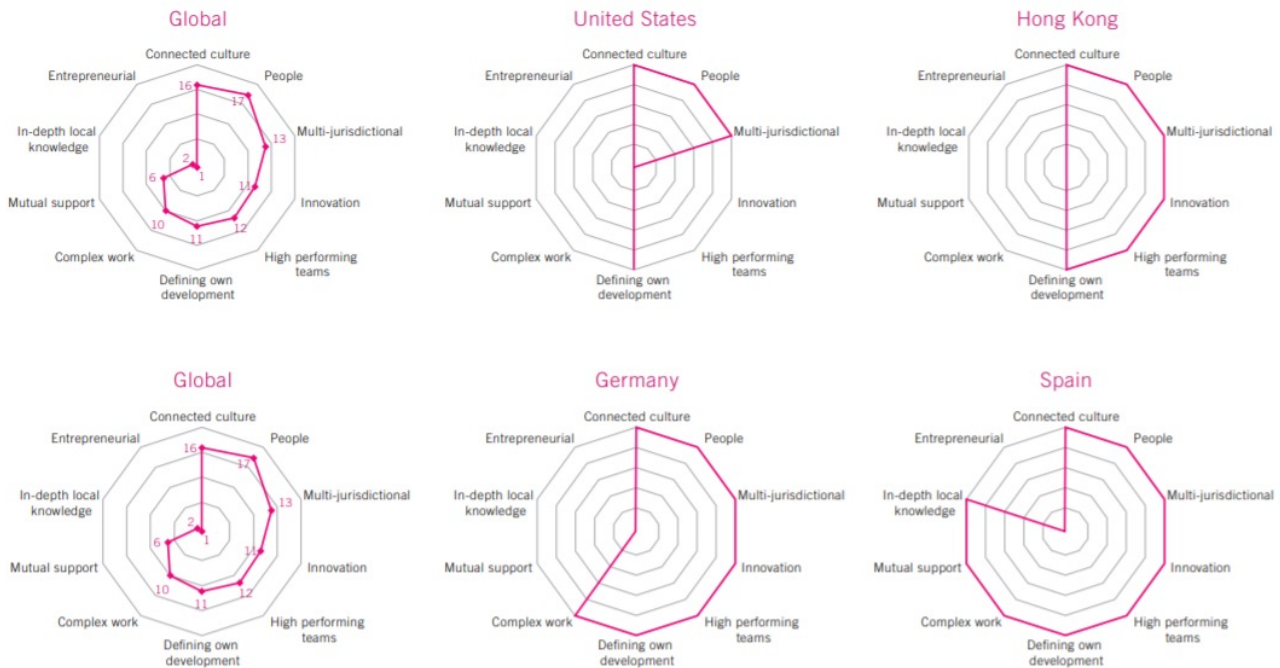 Global
Connected culture
Entrepreneurial
People
16
17
In-depth local
knowledge
Multi-jurisdictional
13
2
1
6
11
Mutual support
Innovation
10
12
11
Complex work
High performing
teams
Defining own
development
United States
Connected culture
Entrepreneurial
People
In-depth local
knowledge
Multi-jurisdictional
Mutual support
Innovation
Complex work
High performing
teams
Defining own
development
Hong Kong
Connected culture
Entrepreneurial
People
In-depth local
knowledge
Multi-jurisdictional
Mutual support
Innovation
Complex work
High performing
teams
Defining own
development
Global
Connected culture
Entrepreneurial
People
16
17
In-depth local
knowledge
Multi-jurisdictional
13
2
1
6
11
Mutual support
Innovation
10
12
11
Complex work
High performing
teams
Defining own
development
Germany
Connected culture
Entrepreneurial
People
In-depth local
knowledge
Multi-jurisdictional
Mutual support
Innovation
Complex work
High performing
teams
Defining own
development
Spain
Connected culture
Entrepreneurial
People
In-depth local
knowledge
Multi-jurisdictional
Mutual support
Innovation
Complex work
High performing
teams
Defining own
development